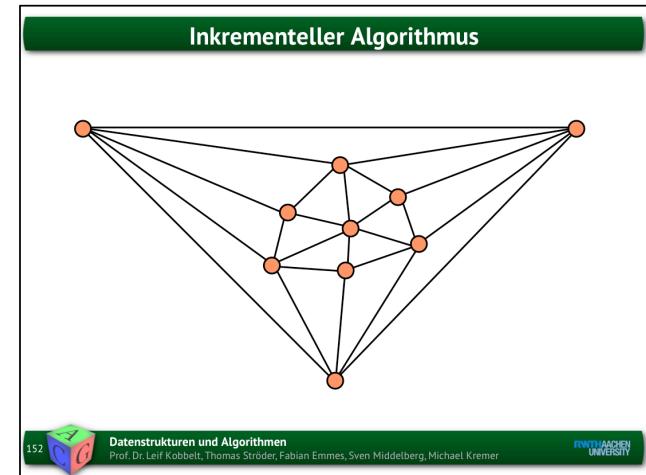 Inkrementeller Algorithmus
152
A
C
G
Datenstrukturen und Algorithmen
Prof. Dr. Leif Kobbelt, Thomas Ströder, Fabian Emmes, Sven Middelberg, Michael Kremer
RWTHAACHEN
UNIVERSITY